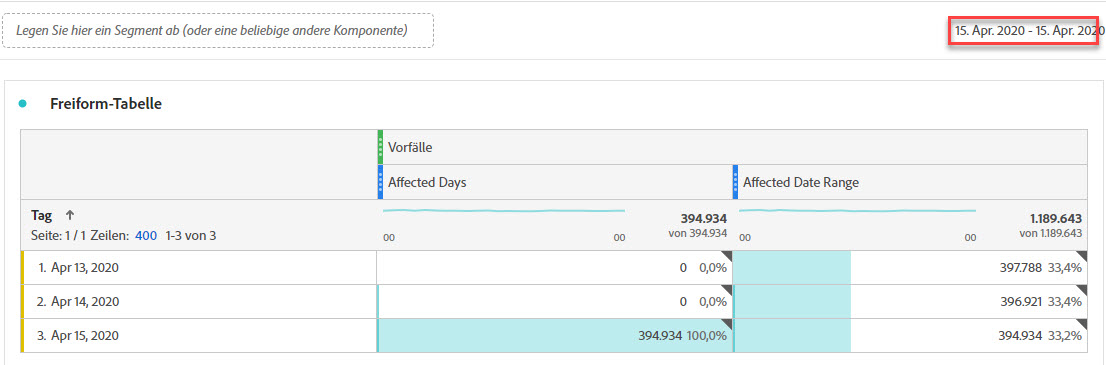 Legen Sie hier ein Segment ab (oder eine beliebige andere Komponente)
15. Apr. 2020 - 15. Apr. 2020
Freiform-Tabelle
Vorfälle
Affected Days Affected Date Range
Tag ↑ 394.934 1.189.643
Seite: 1 / 1 Zeilen: 400 1-3 von 3 00 00 von 394.934 00 00 von 1.189.643
1. Apr 13, 2020 0 0,0% 397.788 33,4%
2. Apr 14, 2020 0 0,0% 396.921 33,4%
3. Apr 15, 2020 394.934 100,0% 394.934 33,2%